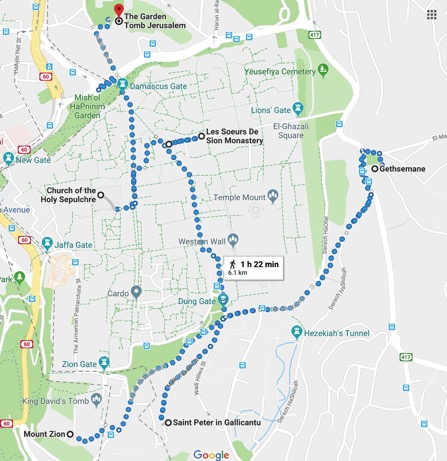 The Garden
Tomb Jerusalem
417
60
Yeusefiya Cemetery
Damascus Gate
Mish'ol
HaPninim
Garden
Lions' Gate
El-Ghazali
Square
Les Soeurs De
Sion Monastery
New Gate
Gethsemane
Church of the
Holy Sepulchre
Temple Mount
Jaffa Gate
Western Wall
1 h 22 min
6.1 km
Cardo
Dung Gate
Hezekiah's Tunnel
60
417
Zion Gate
King David's Tomb
Mount Zion
Saint Peter in Gallicantu
60
Google